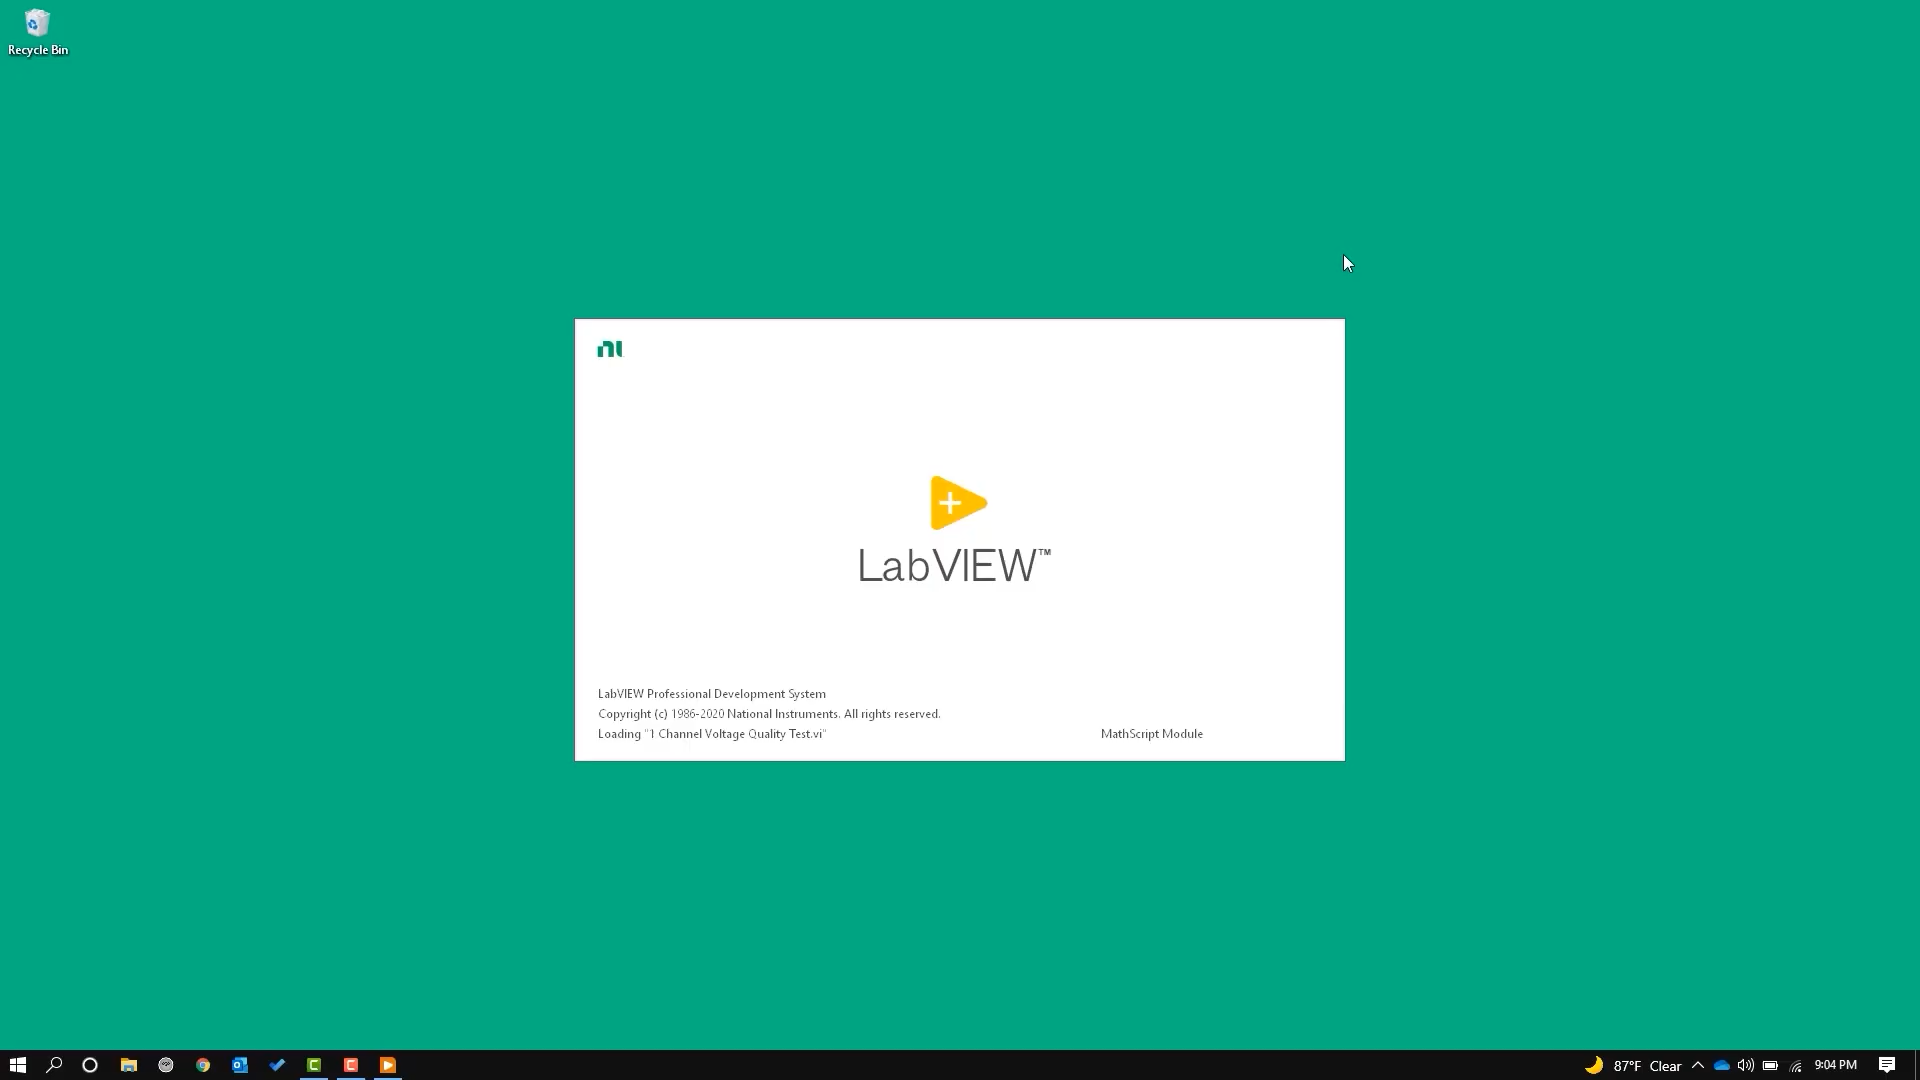 Recycle Bin
ni
LabVIEW™
LabVIEW Professional Development System
Copyright (c) 1986-2020 National Instruments. All rights reserved.
Loading "1 Channel Voltage Quality Test.vi"
MathScript Module
87°F Clear
9:04 PM